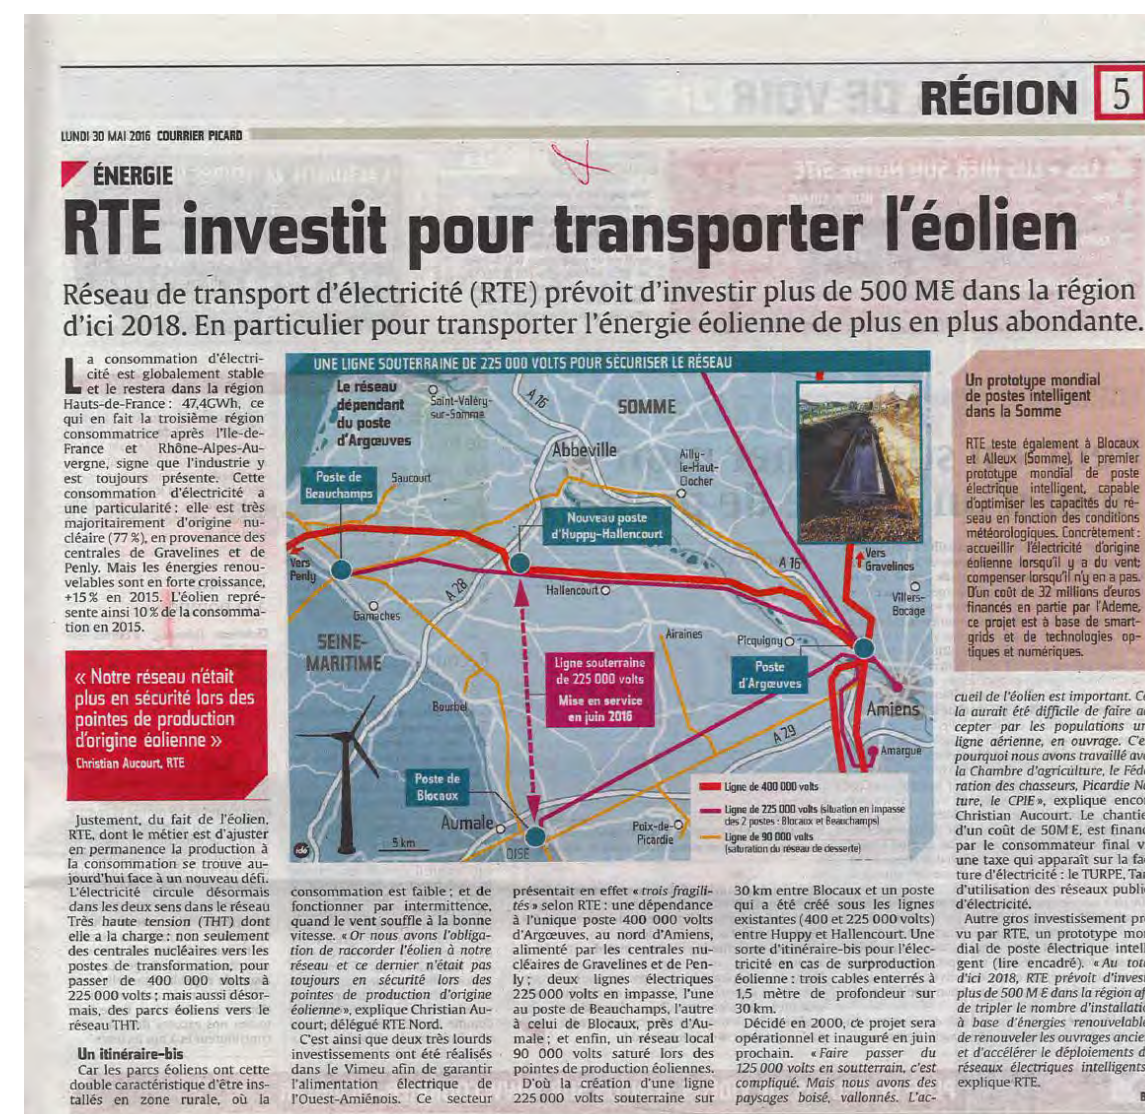 RÉGION 5
LUNDI 30 MAI 2016 COURRIER PICARD
ÉNERGIE
RTE investit pour transporter l'éolien
Réseau de transport d'électricité (RTE) prévoit d'investir plus de 500 M€ dans la région
d'ici 2018. En particulier pour transporter l'énergie éolienne de plus en plus abondante.
La consommation d'électri-
cité est globalement stable
et le restera dans la région
Hauts-de-France : 47,4GWh, ce
qui en fait la troisième région
consommatrice après l'Ile-de-
France et Rhône-Alpes-Au-
vergne, signe que l'industrie y
est toujours présente. Cette
consommation d'électricité a
une particularité : elle est très
majoritairement d'origine nu-
cléaire (77 %), en provenance des
centrales de Gravelines et de
Penly. Mais les énergies renou-
velables sont en forte croissance,
+15 % en 2015. L'éolien repré-
sente ainsi 10 % de la consomma-
tion en 2015.
« Notre réseau n'était
plus en sécurité lors des
pointes de production
d'origine éolienne »
Christian Aucourt, RTE
Justement, du fait de l'éolien,
RTE, dont le métier est d'ajuster
en permanence la production à
la consommation se trouve au-
jourd'hui face à un nouveau défi.
L'électricité circule désormais
dans les deux sens dans le réseau
Très haute tension (THT) dont
elle a la charge : non seulement
des centrales nucléaires vers les
postes de transformation, pour
passer de 400 000 volts à
225 000 volts ; mais aussi désor-
mais, des parcs éoliens vers le
réseau THT.
Un itinéraire-bis
Car les parcs éoliens ont cette
double caractéristique d'être ins-
tallés en zone rurale, où la
UNE LIGNE SOUTERRAINE DE 225 000 VOLTS POUR SÉCURISER LE RÉSEAU
Le réseau
dépendant
du poste
d'Argœuves
Saint-Valéry-
sur-Somme
A 16
SOMME
Abbeville
Ailly-
le-Haut-
Clocher
Poste de
Beauchamps
Saucourt
Nouveau poste
d'Huppy-Hallencourt
Vers
Penly
A 28
Hallencourt
A 16
Vers
Gravelines
Villers-
Bocage
Gamaches
SEINE-
MARITIME
Airaines
Picquigny
Ligne souterraine
de 225 000 volts
Mise en service
en juin 2016
Poste
d'Argœuves
Amiens
Bourbel
A 29
Amargue
Poste de
Blocaux
Aumale
OISE
Poix-de-
Picardie
5 km
idé
Ligne de 400 000 volts
Ligne de 225 000 volts (situation en impasse
des 2 postes : Blocaux et Beauchamps)
Ligne de 90 000 volts
(saturation du réseau de desserte)
consommation est faible ; et de
fonctionner par intermittence,
quand le vent souffle à la bonne
vitesse. « Or nous avons l'obliga-
tion de raccorder l'éolien à notre
réseau et ce dernier n'était pas
toujours en sécurité lors des
pointes de production d'origine
éolienne », explique Christian Au-
court, délégué RTE Nord.
C'est ainsi que deux très lourds
investissements ont été réalisés
dans le Vimeu afin de garantir
l'alimentation électrique de
l'Ouest-Amiénois. Ce secteur
présentait en effet « trois fragili-
tés » selon RTE : une dépendance
à l'unique poste 400 000 volts
d'Argœuves, au nord d'Amiens,
alimenté par les centrales nu-
cléaires de Gravelines et de Pen-
ly ; deux lignes électriques
225 000 volts en impasse, l'une
au poste de Beauchamps, l'autre
à celui de Blocaux, près d'Au-
male ; et enfin, un réseau local
90 000 volts saturé lors des
pointes de production éoliennes.
D'où la création d'une ligne
225 000 volts souterraine sur
30 km entre Blocaux et un poste
qui a été créé sous les lignes
existantes (400 et 225 000 volts)
entre Huppy et Hallencourt. Une
sorte d'itinéraire-bis pour l'élec-
tricité en cas de surproduction
éolienne : trois cables enterrés à
1,5 mètre de profondeur sur
30 km.
Décidé en 2000, ce projet sera
opérationnel et inauguré en juin
prochain. « Faire passer du
125 000 volts en soutterrain, c'est
compliqué. Mais nous avons des
paysages boisé, vallonnés. L'ac-
Un prototype mondial
de postes intelligent
dans la Somme
RTE teste également à Blocaux
et Alleux (Somme), le premier
prototype mondial de poste
électrique intelligent, capable
d'optimiser les capacités du ré-
seau en fonction des conditions
météorologiques. Concrètement :
accueillir l'électricité d'origine
éolienne lorsqu'il y a du vent
compenser lorsqu'il n'y en a pas.
D'un coût de 32 millions d'euros
financés en partie par l'Ademe,
ce projet est à base de smart-
grids et de technologies op-
tiques et numériques.
cueil de l'éolien est important. Ce
la aurait été difficile de faire ac
cepter par les populations un
ligne aérienne, en ouvrage. C'e
pourquoi nous avons travaillé ave
la Chambre d'agriculture, le Féd
ration des chasseurs, Picardie Na
ture, le CPIE », explique enco
Christian Aucourt. Le chantie
d'un coût de 50M €, est financ
par le consommateur final v
une taxe qui apparaît sur la fac
ture d'électricité : le TURPE, Tar
d'utilisation des réseaux public
d'électricité.
Autre gros investissement pr
vu par RTE, un prototype mon
dial de poste électrique intell
gent (lire encadré). « Au tota
d'ici 2018, RTE prévoit d'invest
plus de 500 M € dans la région af
de tripler le nombre d'installatio
à base d'énergies renouvelable
de renouveler les ouvrages ancie
et d'accélérer le déploiements d
réseaux électriques intelligents
explique RTE.